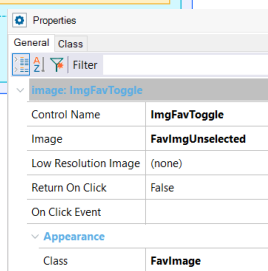 Properties
General Class
Filter
image: ImgFavToggle
Control Name ImgFavToggle
Image FavImgUnselected
Low Resolution Image (none)
Return On Click False
On Click Event
Appearance
Class FavImage